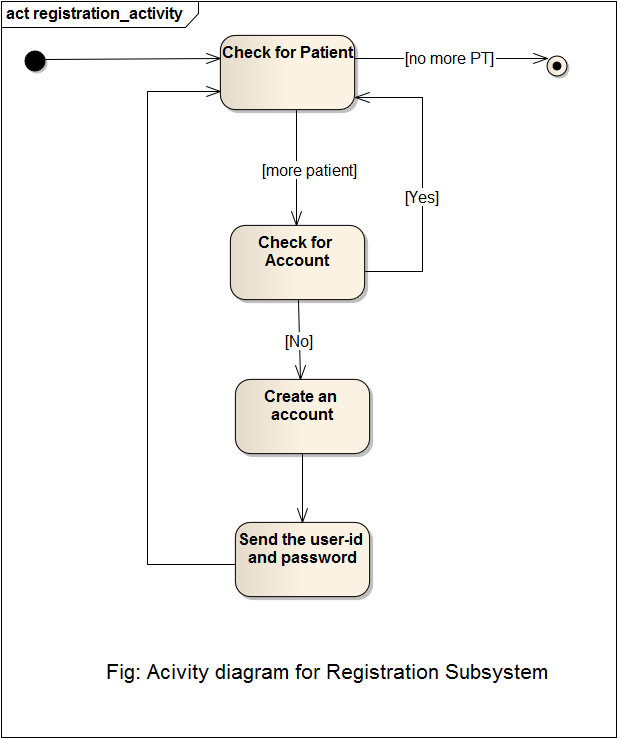 act registration_activity
Check for Patient
[no more PT]
[more patient]
[Yes]
Check for
Account
[No]
Create an
account
Send the user-id
and password
Fig: Acivity diagram for Registration Subsystem